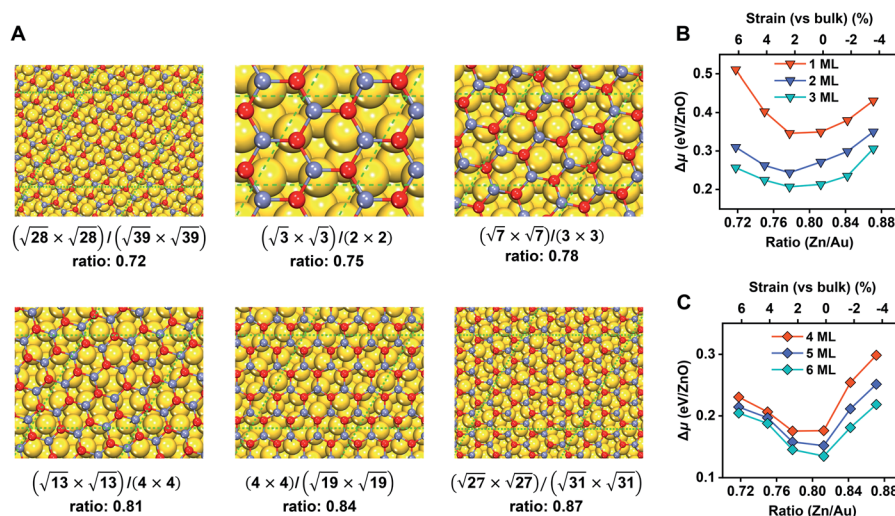 A
(√28 × √28)/(√39 × √39)
ratio: 0.72
(√3 × √3)/(2 × 2)
ratio: 0.75
(√7 × √7)/(3 × 3)
ratio: 0.78
(√13 × √13)/(4 × 4)
ratio: 0.81
(4 × 4)/(√19 × √19)
ratio: 0.84
(√27 × √27)/(√31 × √31)
ratio: 0.87
B
Strain (vs bulk) (%)
6 4 2 0 -2 -4
1 ML
2 ML
3 ML
Δμ (eV/ZnO)
0.5
0.4
0.3
0.2
0.72 0.76 0.80 0.84 0.88
Ratio (Zn/Au)
C
Strain (vs bulk) (%)
6 4 2 0 -2 -4
4 ML
5 ML
6 ML
Δμ (eV/ZnO)
0.3
0.2
0.1
0.72 0.76 0.80 0.84 0.88
Ratio (Zn/Au)